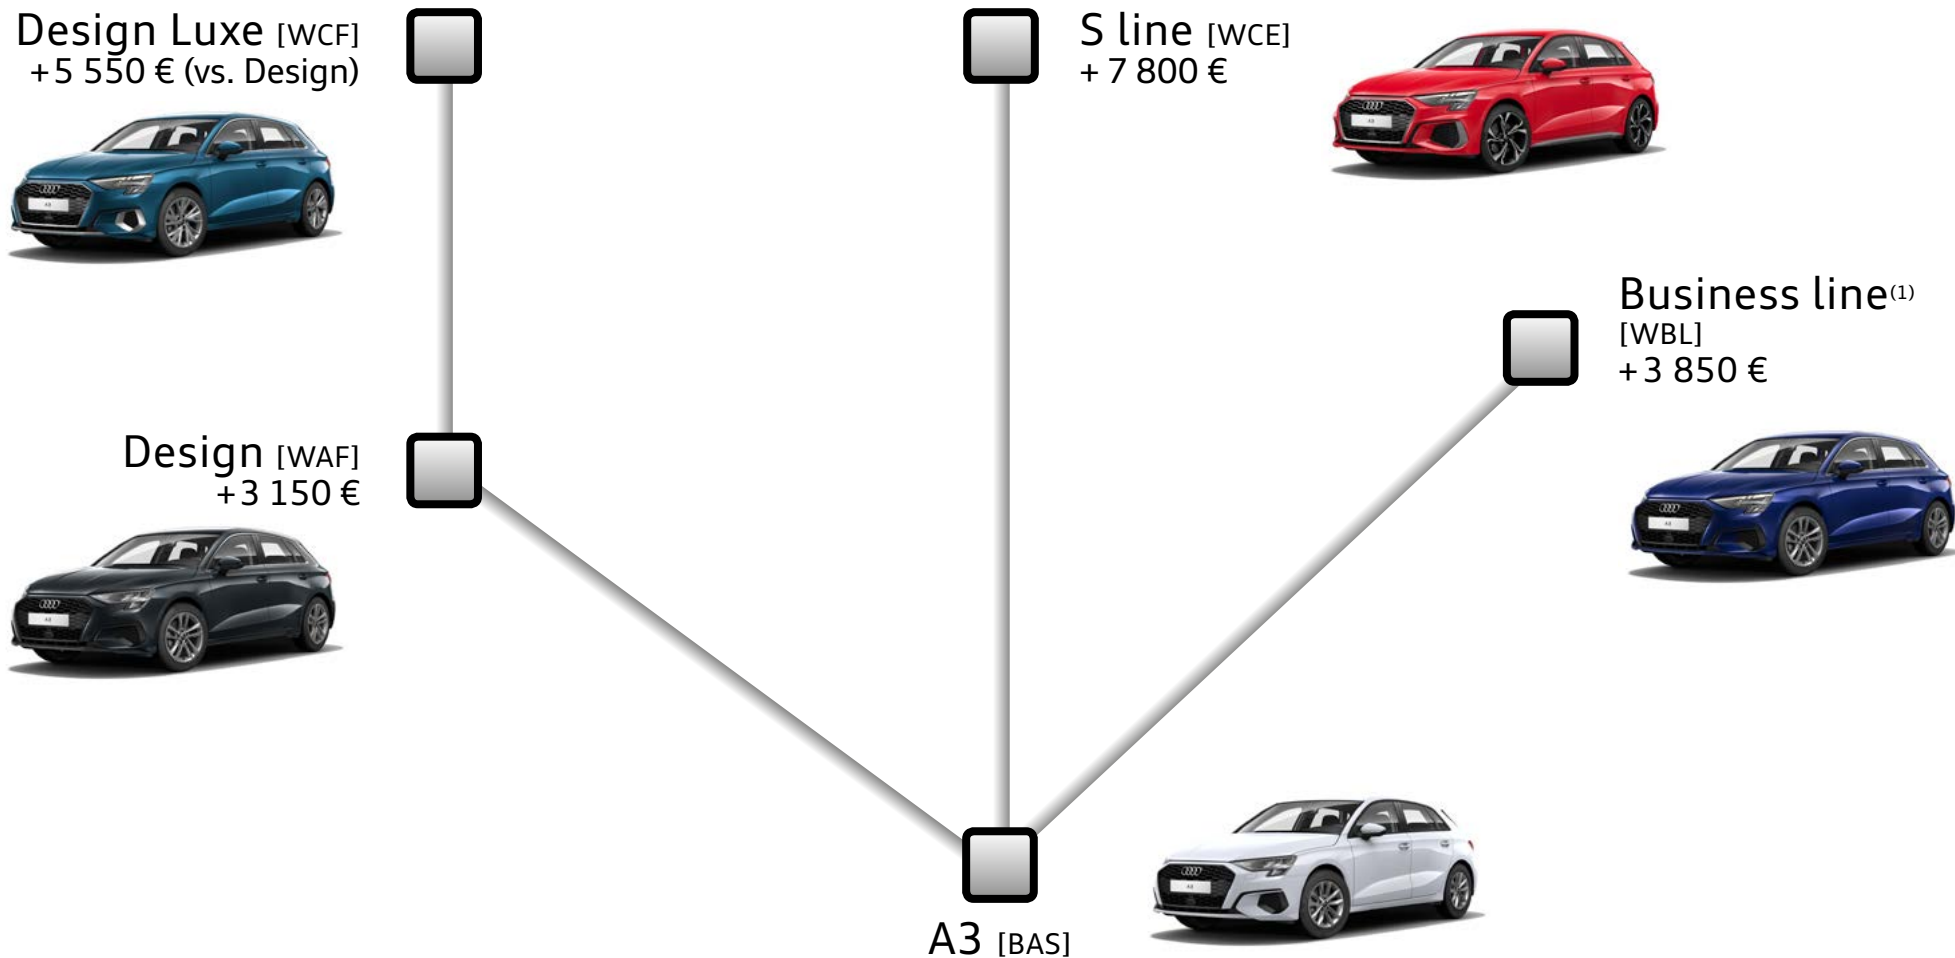 Design Luxe [WCF]
+5 550 € (vs. Design)
S line [WCE]
+ 7 800 €
Business line(1)
[WBL]
+3 850 €
Design [WAF]
+3 150 €
A3 [BAS]